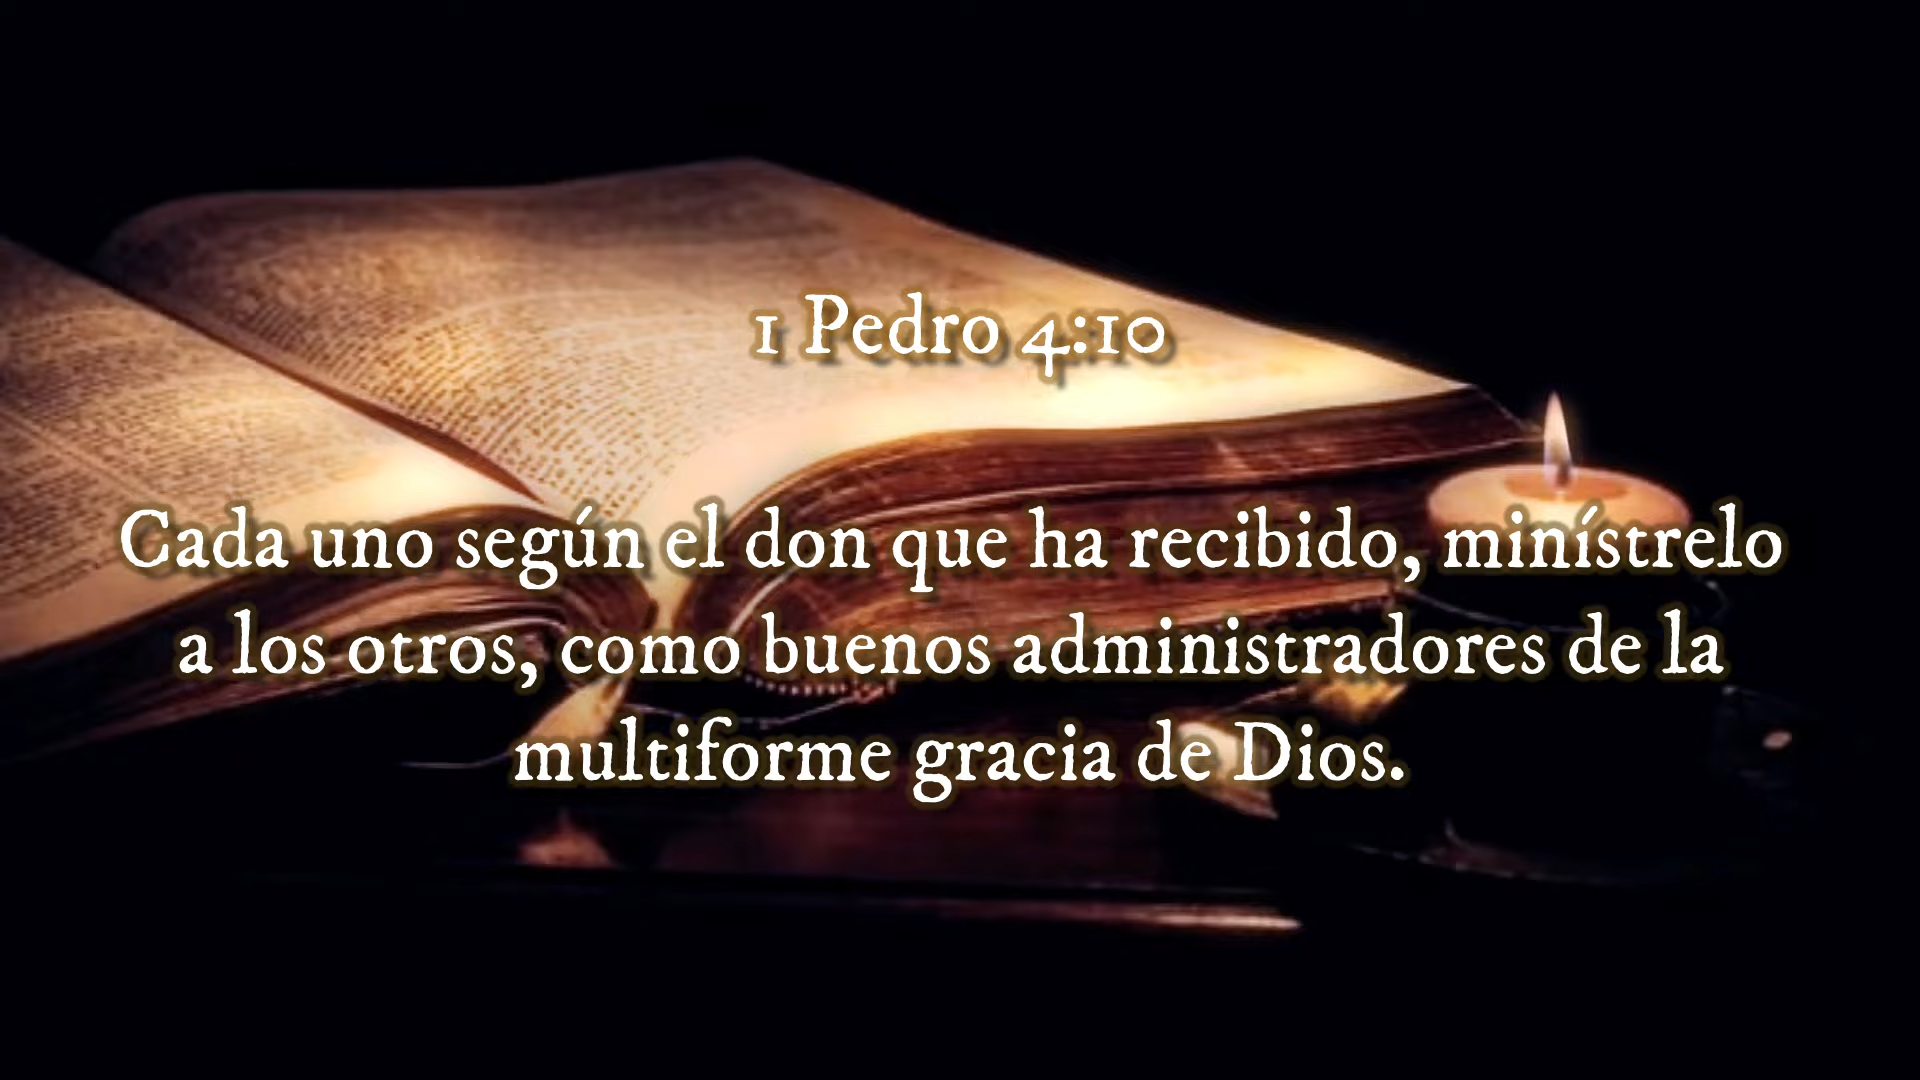 1 Pedro 4:10
Cada uno según el don que ha recibido, minístrelo
a los otros, como buenos administradores de la
multiforme gracia de Dios.